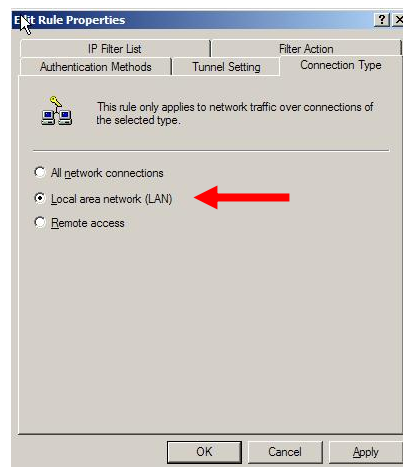 Edit Rule Properties
IP Filter List
Filter Action
Authentication Methods
Tunnel Setting
Connection Type
This rule only applies to network traffic over connections of
the selected type.
All network connections
Local area network (LAN)
Remote access
OK
Cancel
Apply